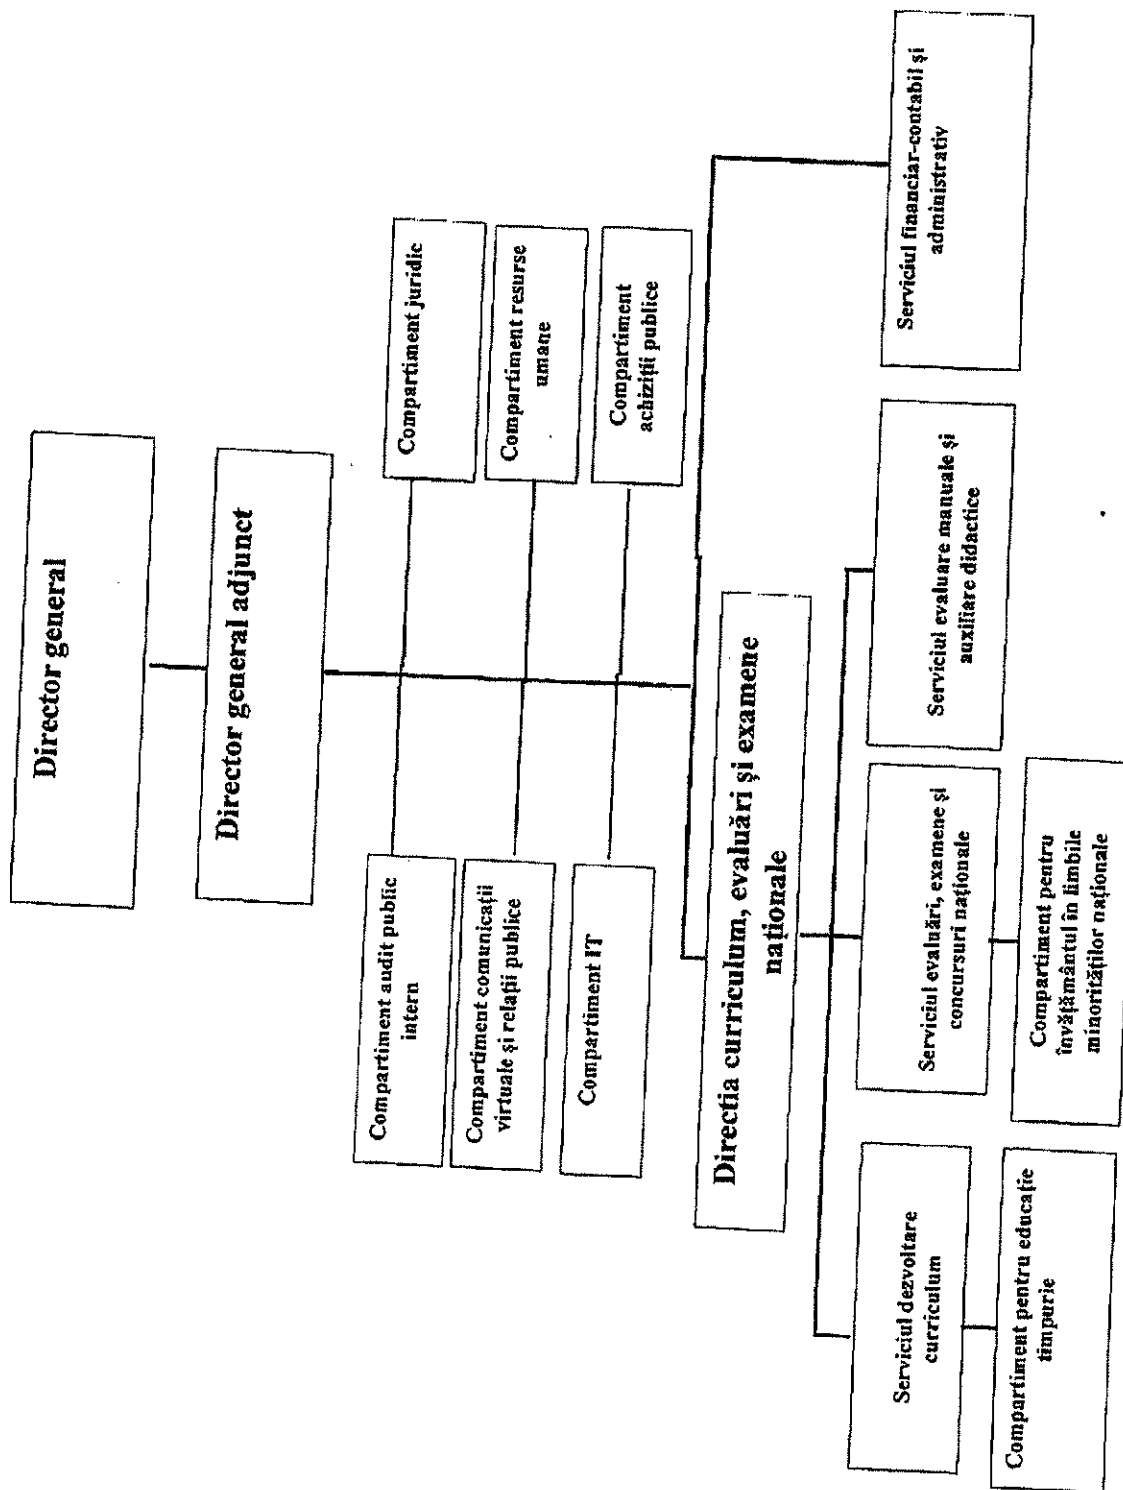 Director general
Director general adjunct
Compartiment audit public
intern
Compartiment juridic
Compartiment comunicații
virtuale și relații publice
Compartiment resurse
umane
Compartiment IT
Compartiment
achiziții publice
Directia curriculum, evaluări și examene
naționale
Serviciul dezvoltare
curriculum
Serviciul evaluări, examene și
concursuri naționale
Serviciul evaluare manuale și
auxiliare didactice
Serviciul financiar-contabil și
administrativ
Compartiment pentru educație
timpurie
Compartiment pentru
învățământul în limbile
minorităților naționale